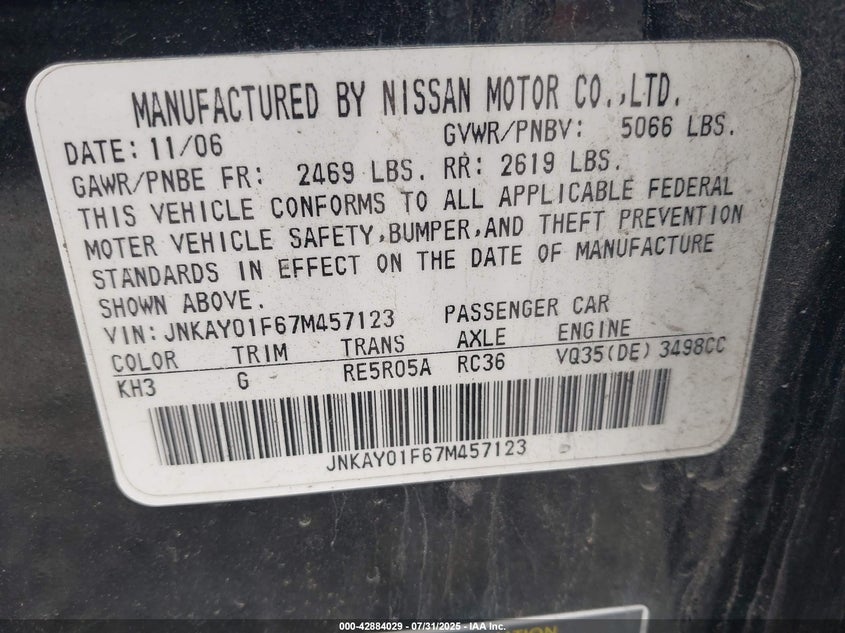 MANUFACTURED BY NISSAN MOTOR CO.,LTD.
DATE: 11/06 GVWR/PNBV: 5066 LBS.
GAWR/PNBE FR: 2469 LBS. RR: 2619 LBS.
THIS VEHICLE CONFORMS TO ALL APPLICABLE FEDERAL
MOTER VEHICLE SAFETY,BUMPER,AND THEFT PREVENTION
STANDARDS IN EFFECT ON THE DATE OF MANUFACTURE
SHOWN ABOVE.
VIN:JNKAY01F67M457123 PASSENGER CAR
COLOR TRIM TRANS AXLE ENGINE
KH3 G RE5R05A RC36 VQ35(DE) 3498CC
JNKAY01F67M457123
000-42884029 - 07/31/2025 - IAA Inc.